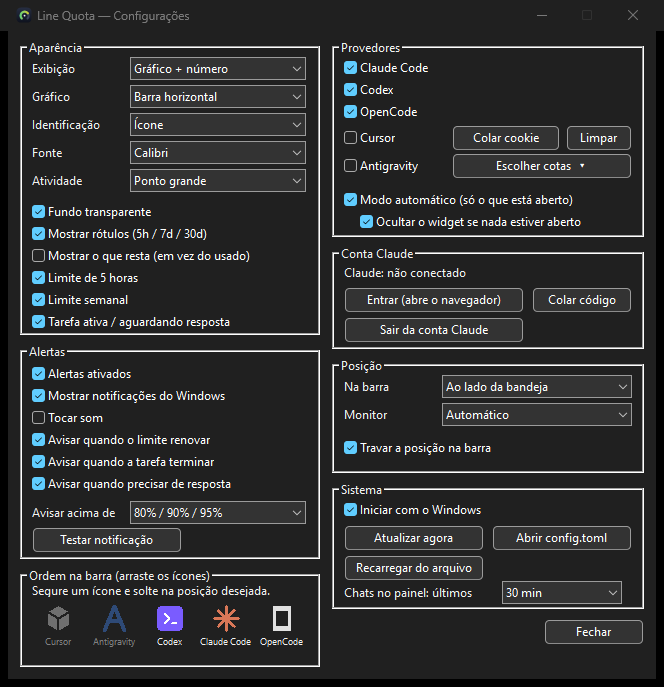 Line Quota — Configurações
Aparência
Exibição Gráfico + número
Gráfico Barra horizontal
Identificação Ícone
Fonte Calibri
Atividade Ponto grande
Fundo transparente
Mostrar rótulos (5h / 7d / 30d)
Mostrar o que resta (em vez do usado)
Limite de 5 horas
Limite semanal
Tarefa ativa / aguardando resposta
Alertas
Alertas ativados
Mostrar notificações do Windows
Tocar som
Avisar quando o limite renovar
Avisar quando a tarefa terminar
Avisar quando precisar de resposta
Avisar acima de 80% / 90% / 95%
Testar notificação
Ordem na barra (arraste os ícones)
Segure um ícone e solte na posição desejada.
Cursor Antigravity Codex Claude Code OpenCode
Provedores
Claude Code
Codex
OpenCode
Cursor Colar cookie Limpar
Antigravity Escolher cotas
Modo automático (só o que está aberto)
Ocultar o widget se nada estiver aberto
Conta Claude
Claude: não conectado
Entrar (abre o navegador) Colar código
Sair da conta Claude
Posição
Na barra Ao lado da bandeja
Monitor Automático
Travar a posição na barra
Sistema
Iniciar com o Windows
Atualizar agora Abrir config.toml
Recarregar do arquivo
Chats no painel: últimos 30 min
Fechar